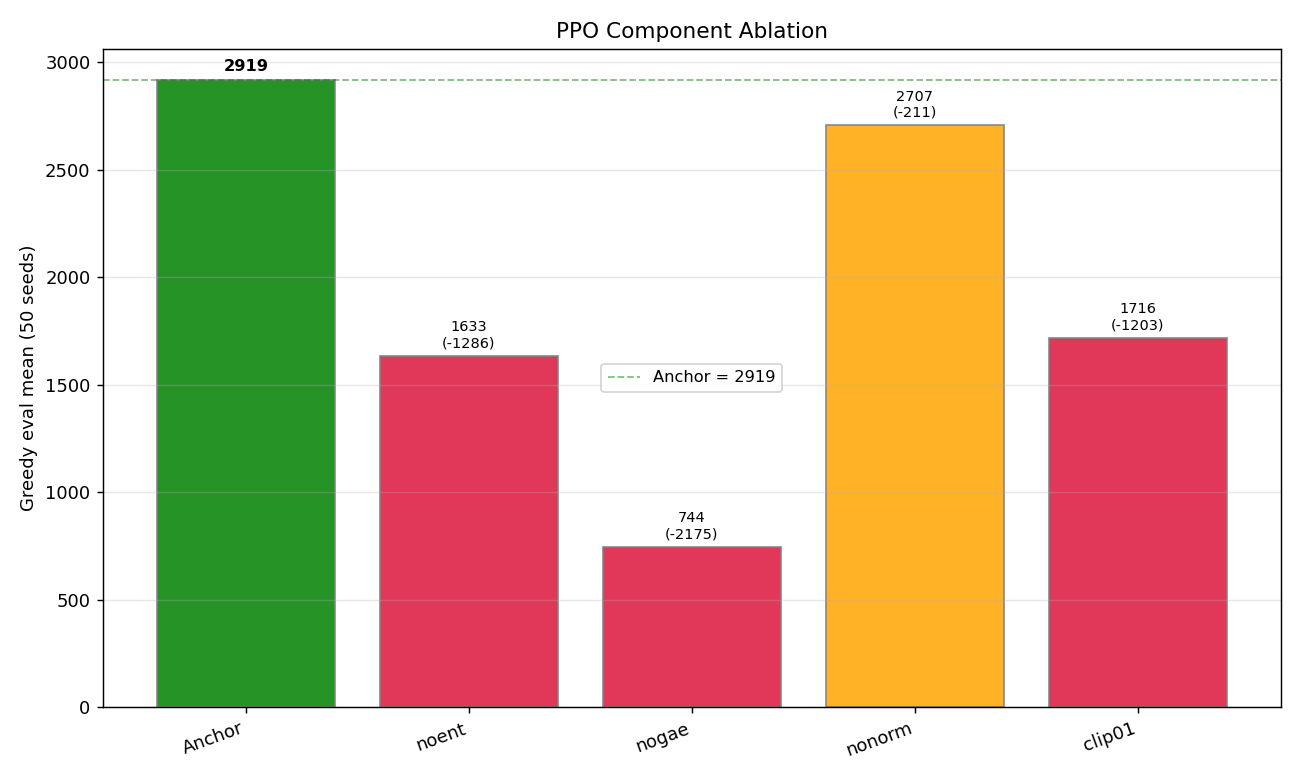 PPO Component Ablation
Greedy eval mean (50 seeds)
3000
2500
2000
1500
1000
500
0
2919
1633
(-1286)
744
(-2175)
2707
(-211)
1716
(-1203)
Anchor = 2919
Anchor
noent
nogae
nonorm
clip01